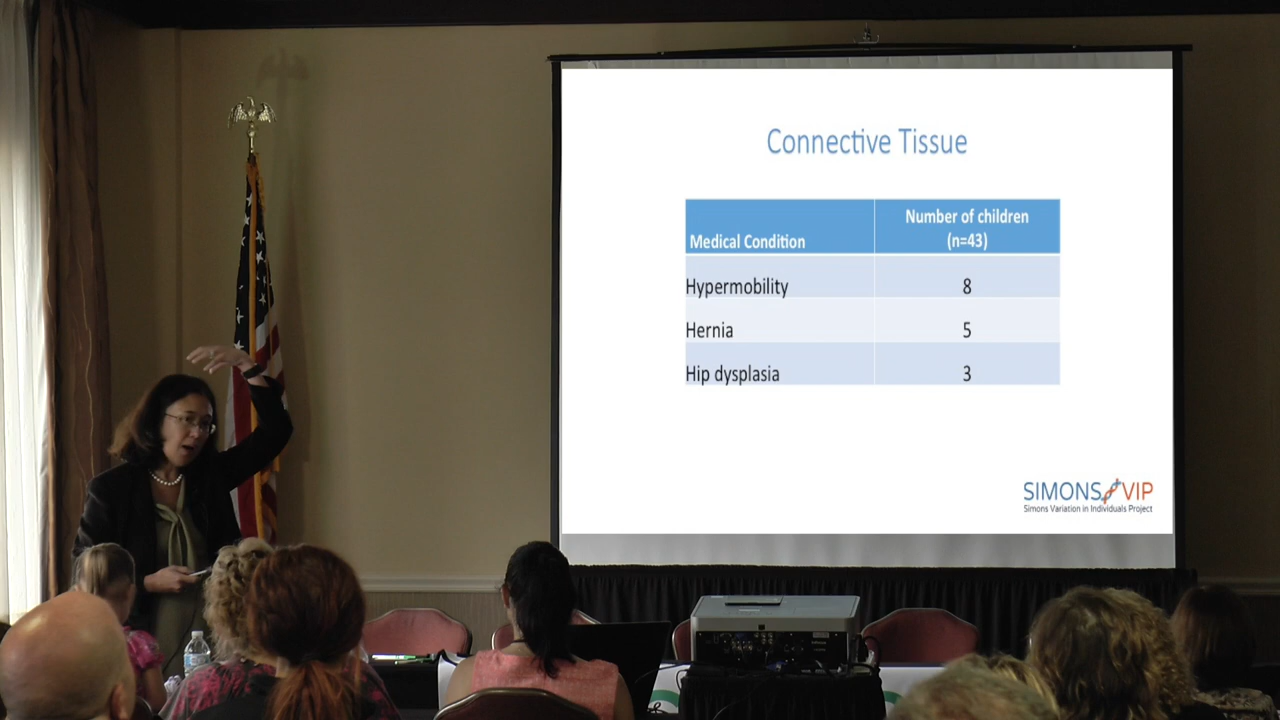 Connective Tissue
Medical Condition
Number of children
(n=43)
Hypermobility 8
Hernia 5
Hip dysplasia 3
SIMONS VIP
Simons Variation in Individuals Project